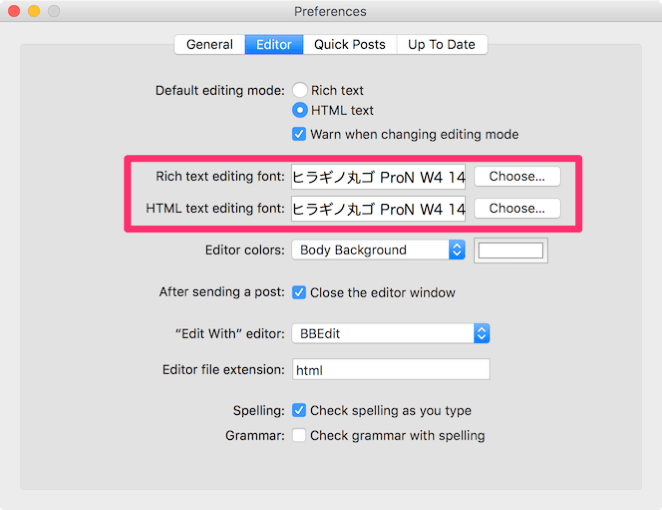 Preferences
General Editor Quick Posts Up To Date
Default editing mode: Rich text
HTML text
Warn when changing editing mode
Rich text editing font: ヒラギノ丸ゴ ProN W4 14 Choose...
HTML text editing font: ヒラギノ丸ゴ ProN W4 14 Choose...
Editor colors: Body Background
After sending a post: Close the editor window
“Edit With” editor: BBEdit
Editor file extension: html
Spelling: Check spelling as you type
Grammar: Check grammar with spelling